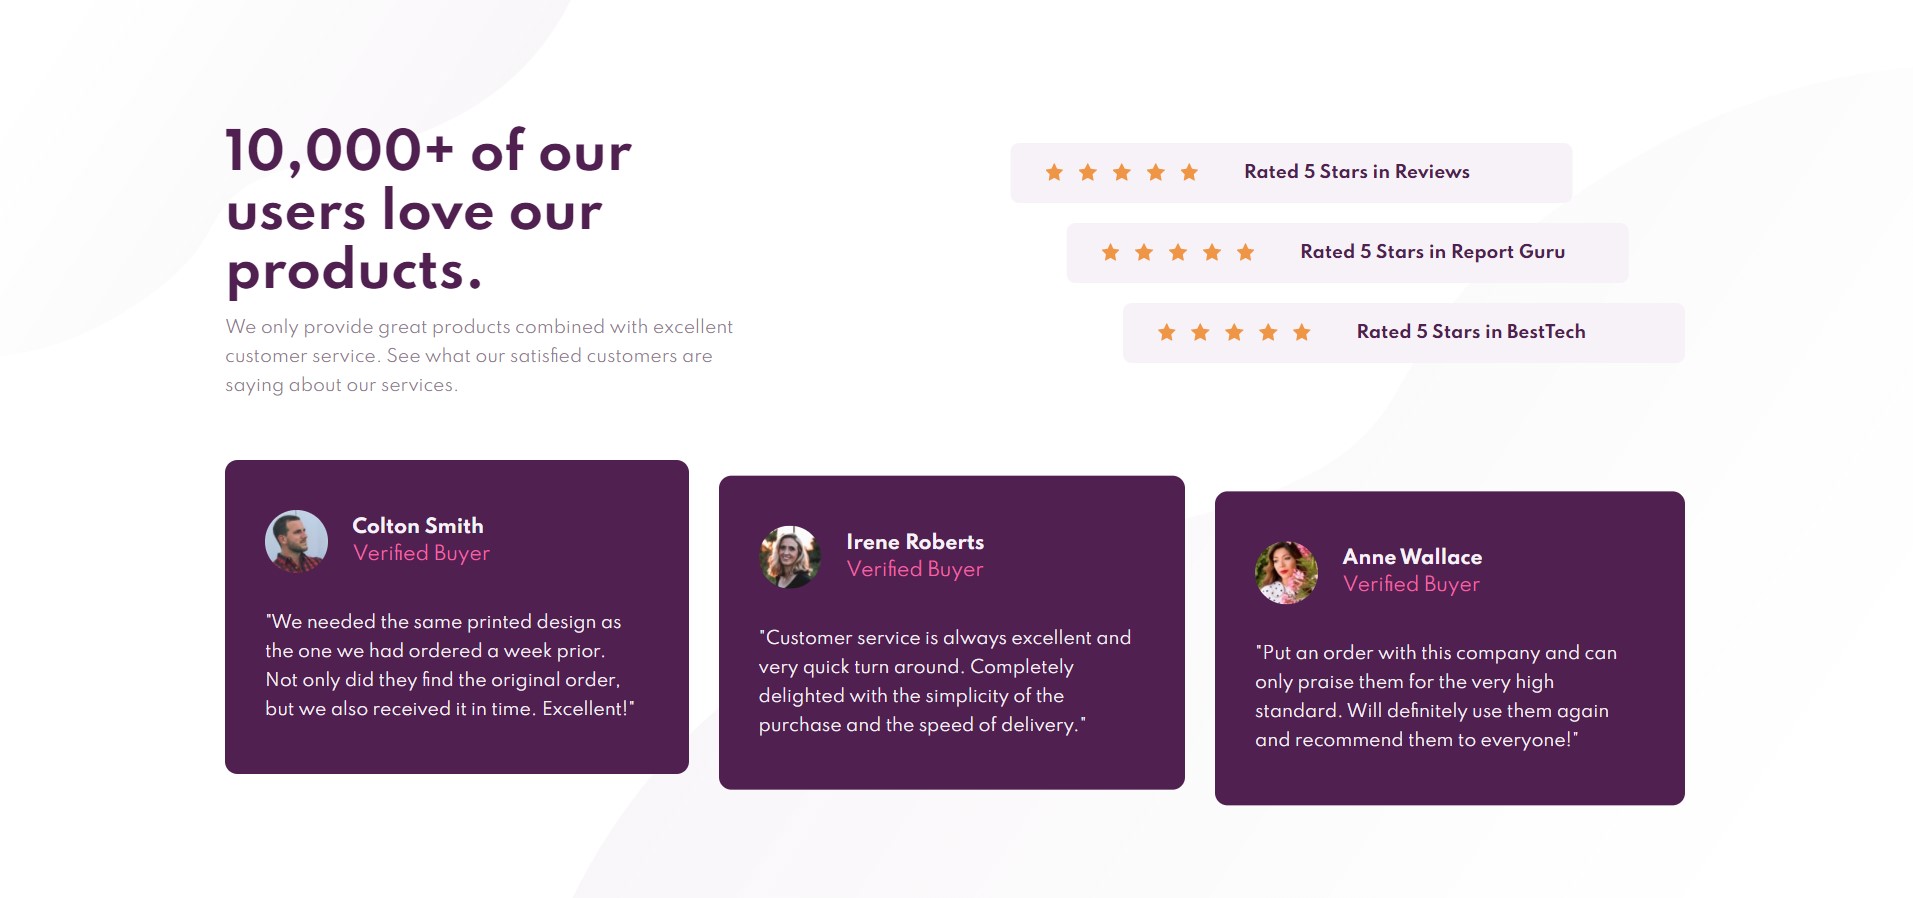 10,000+ of our
users love our
products.
We only provide great products combined with excellent
customer service. See what our satisfied customers are
saying about our services.
Rated 5 Stars in Reviews
Rated 5 Stars in Report Guru
Rated 5 Stars in BestTech
Colton Smith
Verified Buyer
"We needed the same printed design as
the one we had ordered a week prior.
Not only did they find the original order,
but we also received it in time. Excellent!"
Irene Roberts
Verified Buyer
"Customer service is always excellent and
very quick turn around. Completely
delighted with the simplicity of the
purchase and the speed of delivery."
Anne Wallace
Verified Buyer
"Put an order with this company and can
only praise them for the very high
standard. Will definitely use them again
and recommend them to everyone!"